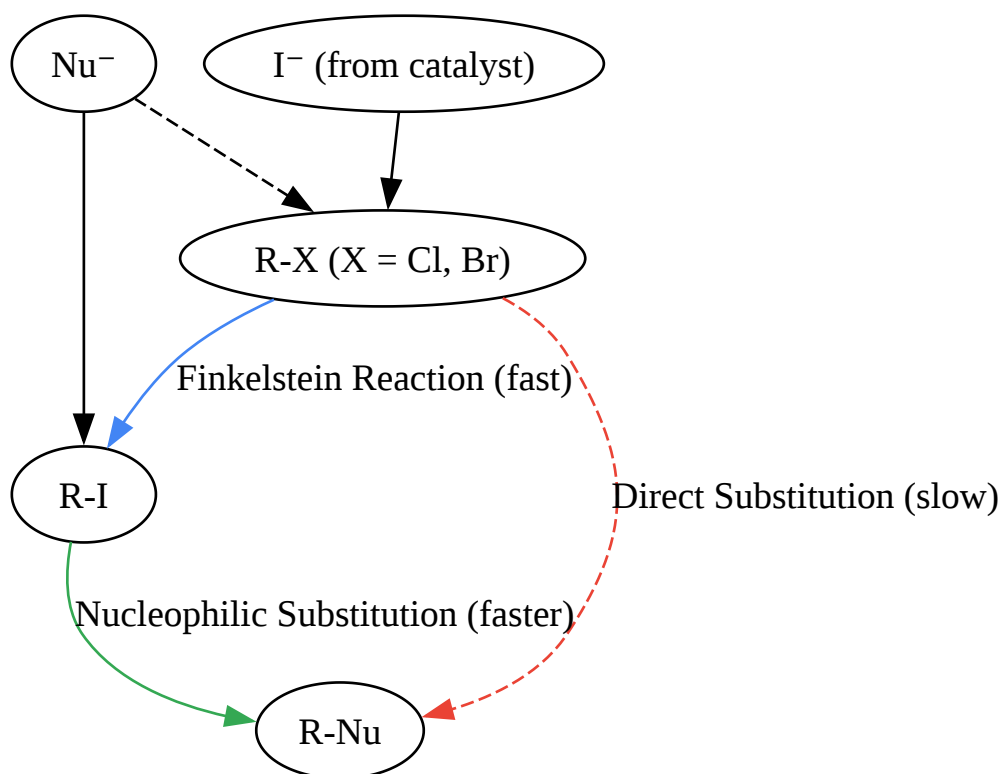 Nu⁻
I⁻ (from catalyst)
R-X (X = Cl, Br)
Finkelstein Reaction (fast)
R-I
Direct Substitution (slow)
Nucleophilic Substitution (faster)
R-Nu